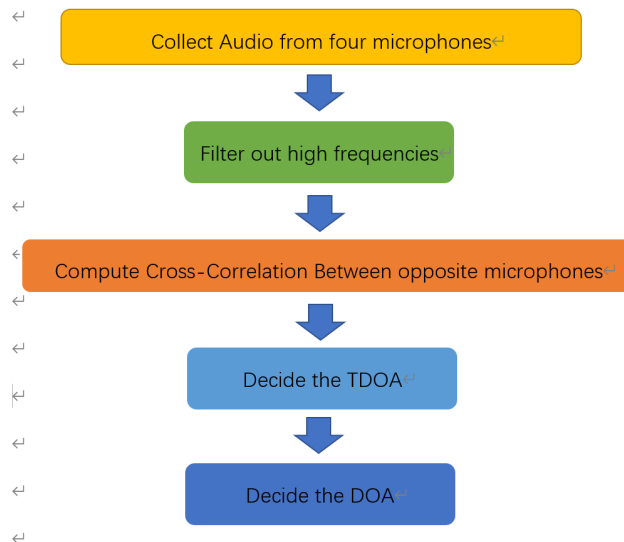 Collect Audio from four microphones
Filter out high frequencies
Compute Cross-Correlation Between opposite microphones
Decide the TDOA
Decide the DOA